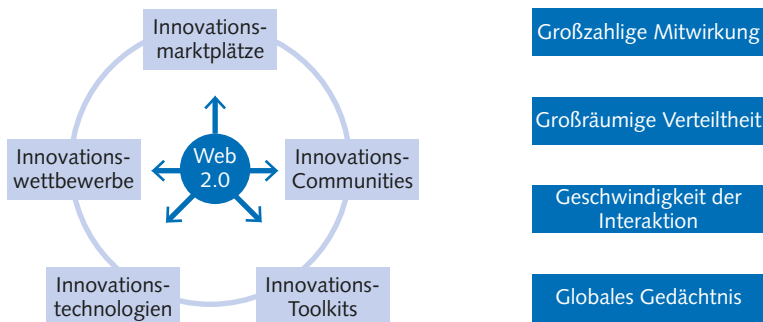 Innovations-
marktplätze
Innovations-
wettbewerbe
Web
2.0
Innovations-
Communities
Innovations-
technologien
Innovations-
Toolkits
Großzahlige Mitwirkung
Großräumige Verteiltheit
Geschwindigkeit der
Interaktion
Globales Gedächtnis